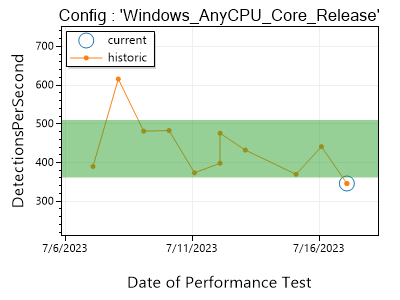 Config : 'Windows_AnyCPU_Core_Release'
current
historic
DetectionsPerSecond
700
600
500
400
300
7/6/2023
7/11/2023
7/16/2023
Date of Performance Test